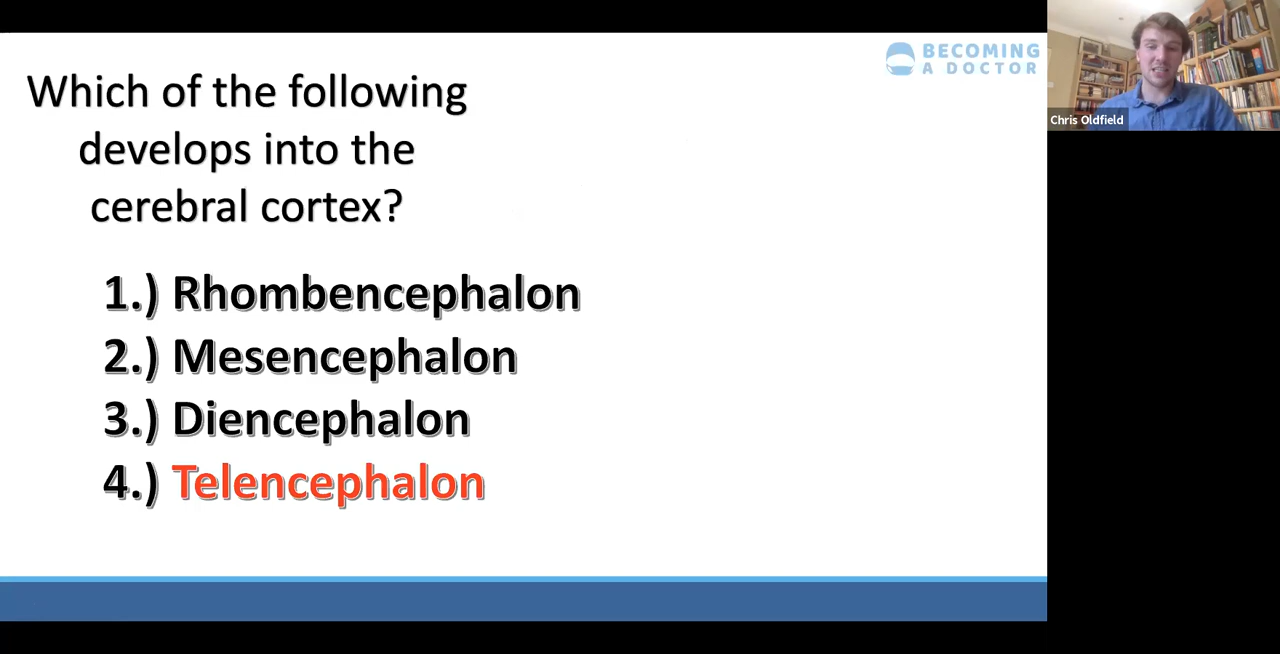 Which of the following
develops into the
cerebral cortex?
1.) Rhombencephalon
2.) Mesencephalon
3.) Diencephalon
4.) Telencephalon
BECOMING
A DOCTOR
Chris Oldfield